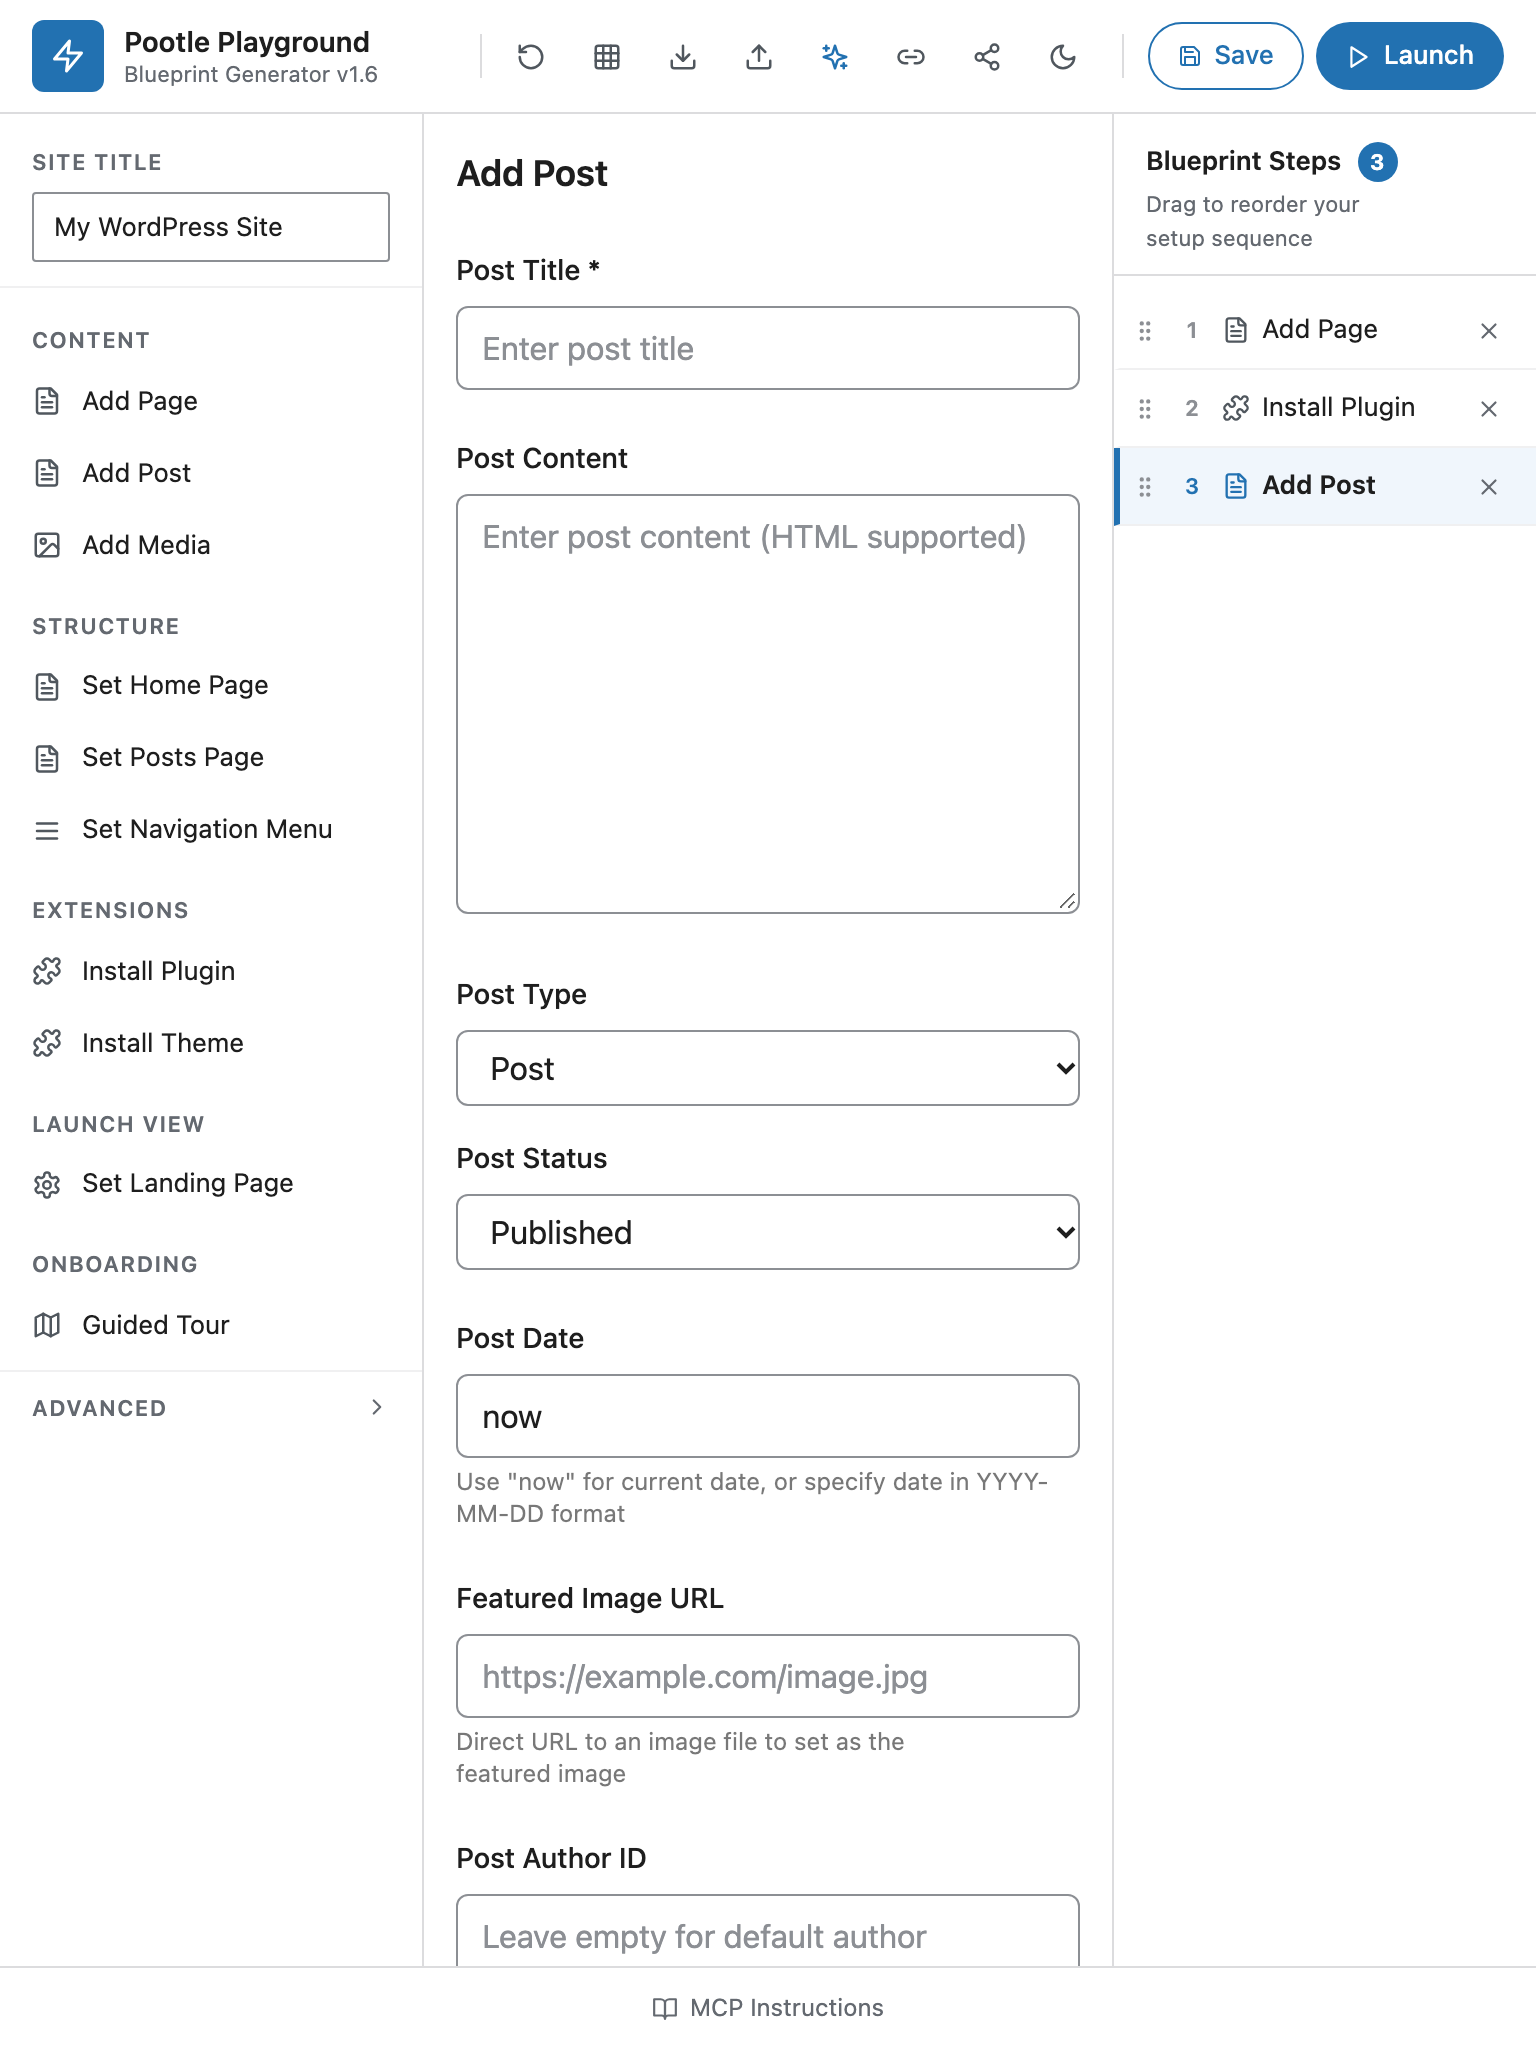 Pootle Playground
Blueprint Generator v1.6
Save
Launch
SITE TITLE
My WordPress Site
CONTENT
Add Page
Add Post
Add Media
STRUCTURE
Set Home Page
Set Posts Page
Set Navigation Menu
EXTENSIONS
Install Plugin
Install Theme
LAUNCH VIEW
Set Landing Page
ONBOARDING
Guided Tour
ADVANCED
Add Post
Post Title *
Enter post title
Post Content
Enter post content (HTML supported)
Post Type
Post
Post Status
Published
Post Date
now
Use "now" for current date, or specify date in YYYY-
MM-DD format
Featured Image URL
https://example.com/image.jpg
Direct URL to an image file to set as the
featured image
Post Author ID
Leave empty for default author
Blueprint Steps 3
Drag to reorder your
setup sequence
1 Add Page
2 Install Plugin
3 Add Post
MCP Instructions